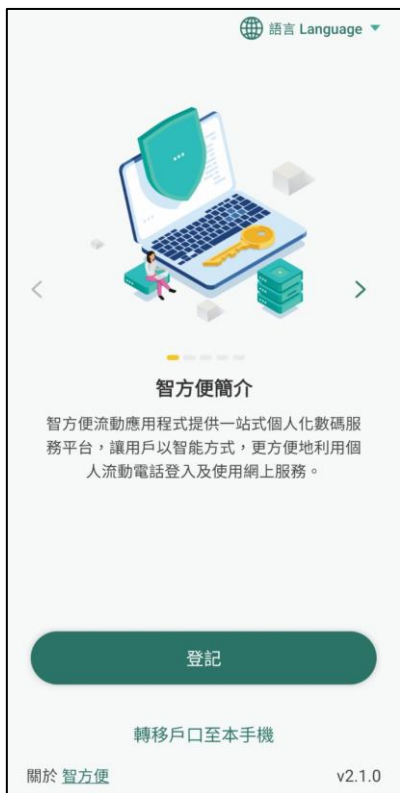 語言 Language
智方便簡介
智方便流動應用程式提供一站式個人化數碼服
務平台，讓用戶以智能方式，更方便地利用個
人流動電話登入及使用網上服務。
登記
轉移戶口至本手機
關於 智方便
v2.1.0